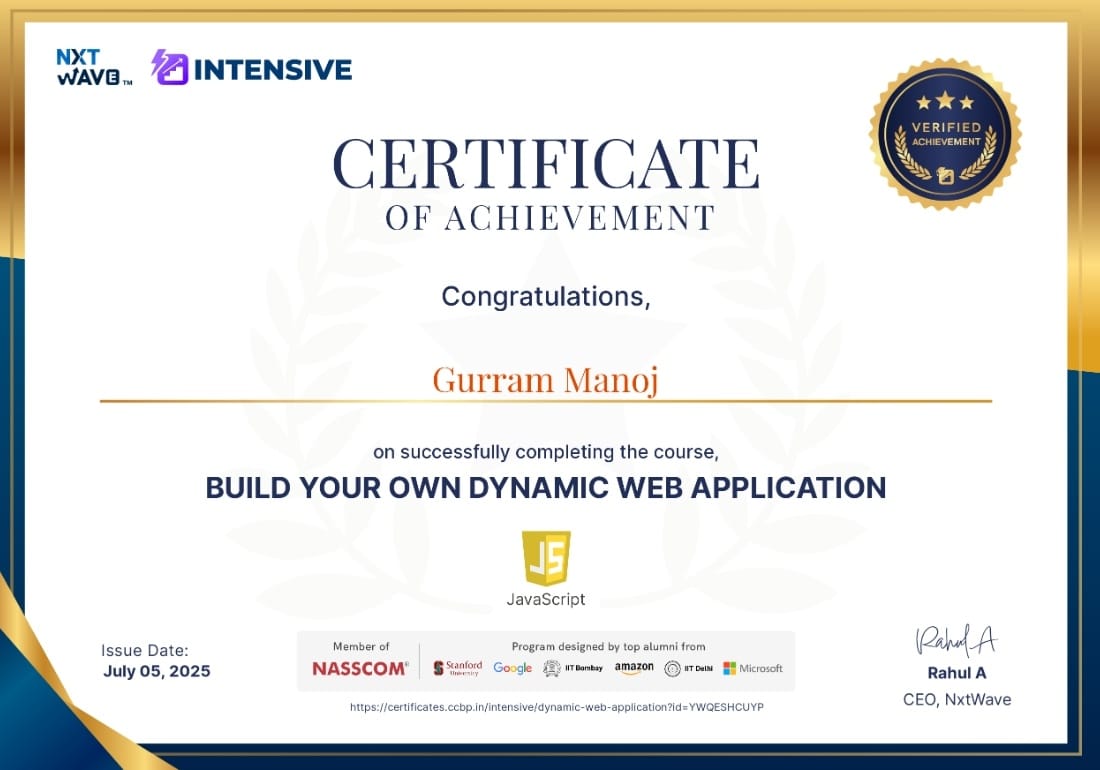 NXT
WAVE™
INTENSIVE
VERIFIED
ACHIEVEMENT
CERTIFICATE
OF ACHIEVEMENT
Congratulations,
Gurram Manoj
on successfully completing the course,
BUILD YOUR OWN DYNAMIC WEB APPLICATION
JS
JavaScript
Issue Date:
July 05, 2025
Member of
NASSCOM®
Program designed by top alumni from
Stanford University Google IIT Bombay amazon IIT Delhi Microsoft
https://certificates.ccbp.in/intensive/dynamic-web-application?id=YWQESHCUYP
Rahul A
Rahul A
CEO, NxtWave